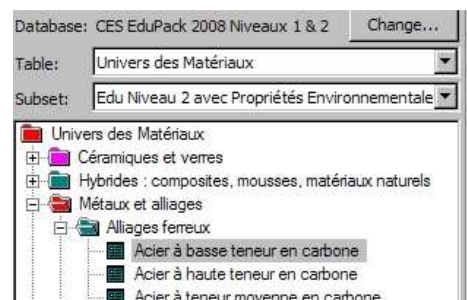 Database: CES EduPack 2008 Niveaux 1 & 2 Change...
Table: Univers des Matériaux
Subset: Edu Niveau 2 avec Propriétés Environnementale
Univers des Matériaux
Céramiques et verres
Hybrides : composites, mousses, matériaux naturels
Métaux et alliages
Alliages ferreux
Acier à basse teneur en carbone
Acier à haute teneur en carbone
Acier à teneur moyenne en carbone